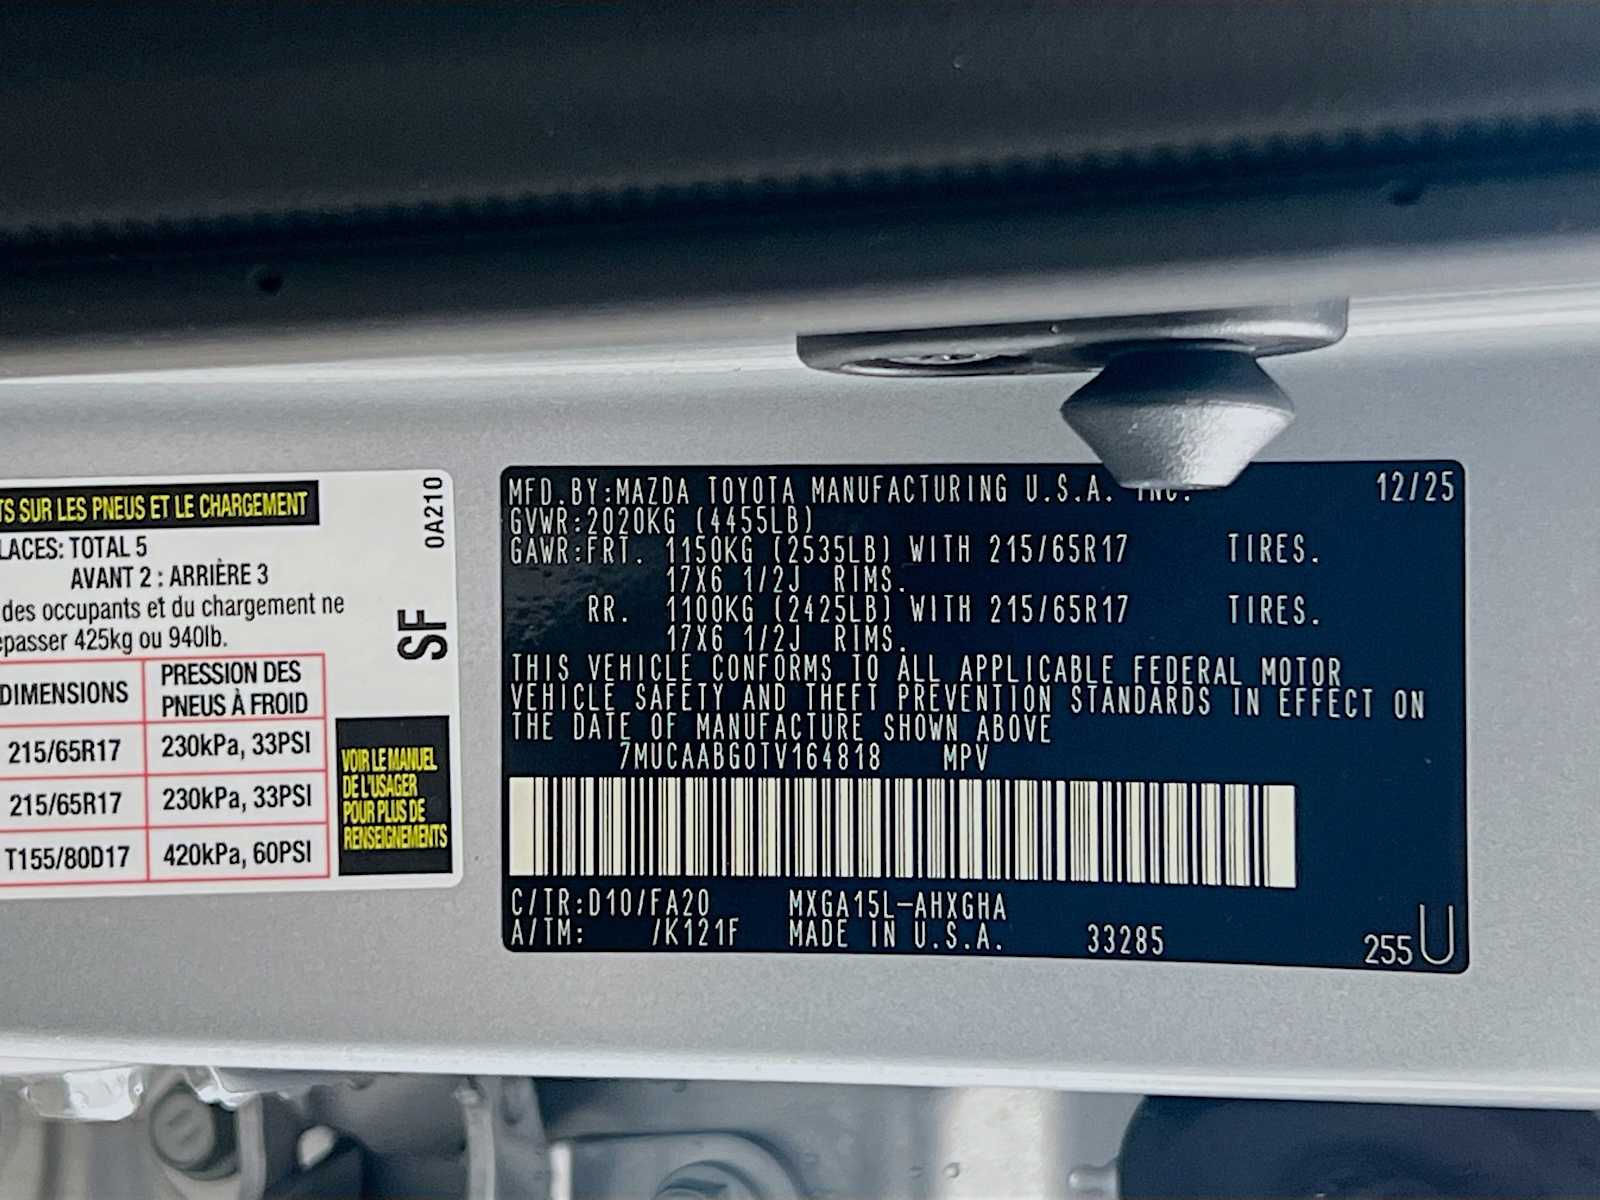 TS SUR LES PNEUS ET LE CHARGEMENT
LACES: TOTAL 5
AVANT 2 : ARRIÈRE 3
des occupants et du chargement ne
épasser 425kg ou 940lb.
DIMENSIONS PRESSION DES PNEUS À FROID
215/65R17 230kPa, 33PSI
215/65R17 230kPa, 33PSI
T155/80D17 420kPa, 60PSI
0A210
SF
VOIR LE MANUEL
DE L'USAGER
POUR PLUS DE
RENSEIGNEMENTS
MFD.BY:MAZDA TOYOTA MANUFACTURING U.S.A. INC. 12/25
GVWR:2020KG (4455LB)
GAWR:FRT. 1150KG (2535LB) WITH 215/65R17 TIRES.
17X6 1/2J RIMS.
RR. 1100KG (2425LB) WITH 215/65R17 TIRES.
17X6 1/2J RIMS.
THIS VEHICLE CONFORMS TO ALL APPLICABLE FEDERAL MOTOR
VEHICLE SAFETY AND THEFT PREVENTION STANDARDS IN EFFECT ON
THE DATE OF MANUFACTURE SHOWN ABOVE
7MUCAABG0TV164818 MPV
C/TR:D10/FA20 MXGA15L-AHXGHA
A/TM: /K121F MADE IN U.S.A. 33285 255U